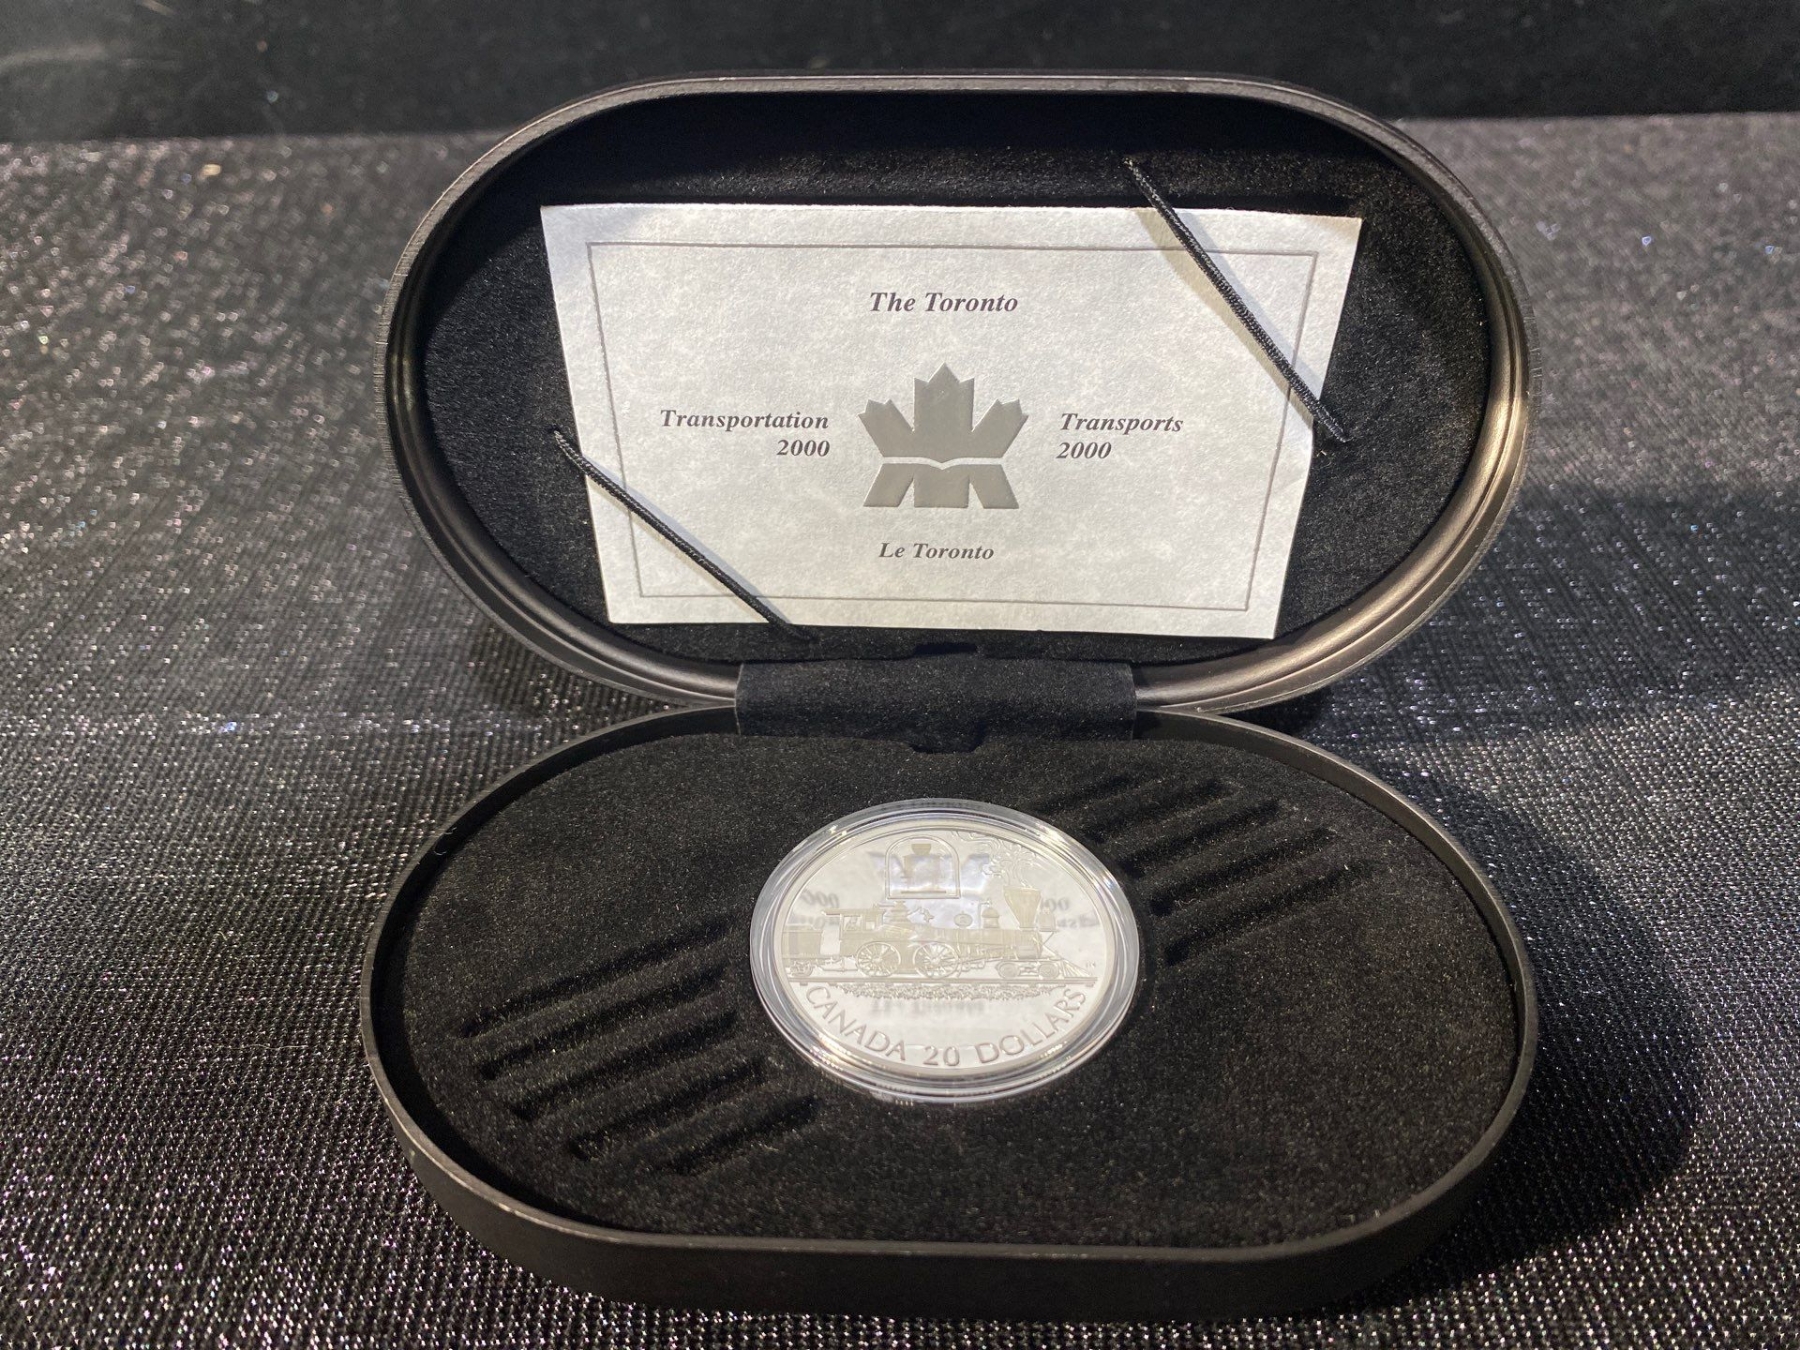 The Toronto
Transportation
2000
Transports
2000
Le Toronto
CANADA 20 DOLLARS